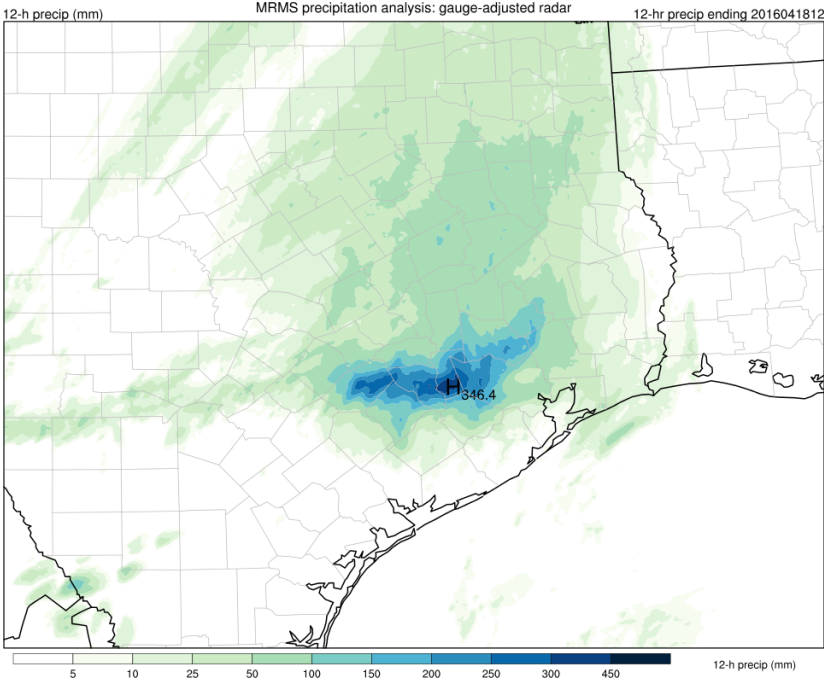 12-h precip (mm)
MRMS precipitation analysis: gauge-adjusted radar
12-hr precip ending 2016041812
H
346.4
5 10 25 50 100 150 200 250 300 450
12-h precip (mm)